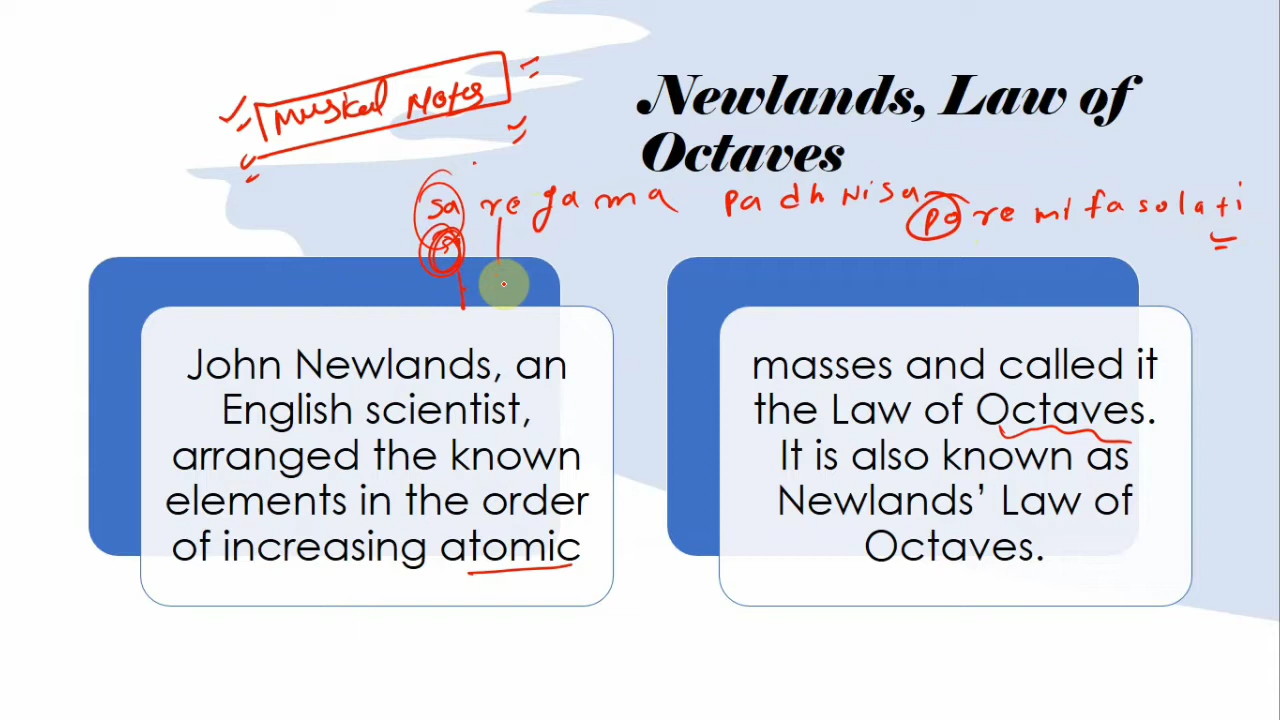 Musical Notes
Newlands, Law of
Octaves
sa re ga ma pa dh Ni Sa
do re mi fa so la ti
John Newlands, an
English scientist,
arranged the known
elements in the order
of increasing atomic
masses and called it
the Law of Octaves.
It is also known as
Newlands’ Law of
Octaves.